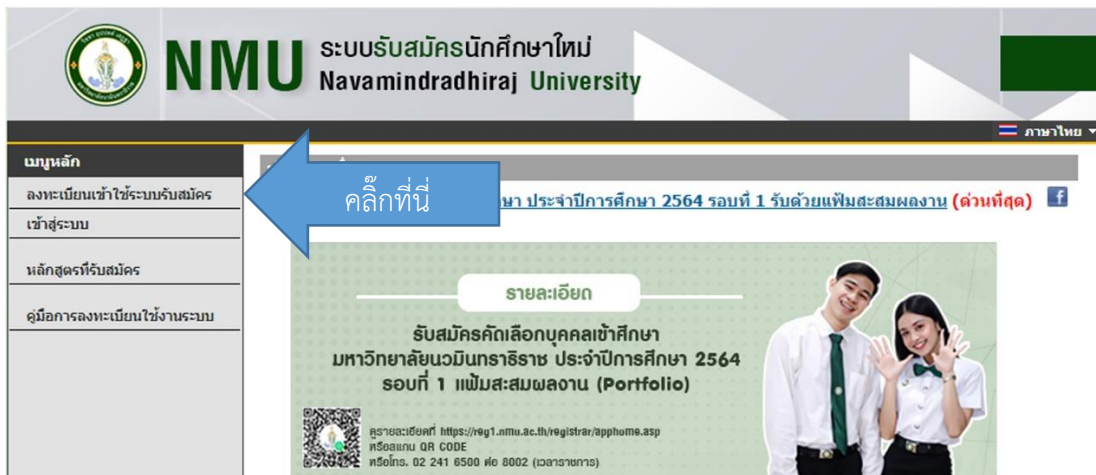 NMU
ระบบรับสมัครนักศึกษาใหม่
Navamindradhiraj University
ภาษาไทย
เมนูหลัก
ลงทะเบียนเข้าใช้ระบบรับสมัคร
เข้าสู่ระบบ
หลักสูตรที่รับสมัคร
คู่มือการลงทะเบียนใช้งานระบบ
คลิ๊กที่นี่
ประจำปีการศึกษา 2564 รอบที่ 1 รับด้วยแฟ้มสะสมผลงาน (ด่วนที่สุด)
รายละเอียด
รับสมัครคัดเลือกบุคคลเข้าศึกษา
มหาวิทยาลัยนวมินทราธิราช ประจำปีการศึกษา 2564
รอบที่ 1 แฟ้มสะสมผลงาน (Portfolio)
ดูรายละเอียดที่ https://reg1.nmu.ac.th/registrar/apphome.asp
หรือสแกน QR CODE
หรือโทร. 02 241 6500 ต่อ 8002 (เวลาราชการ)